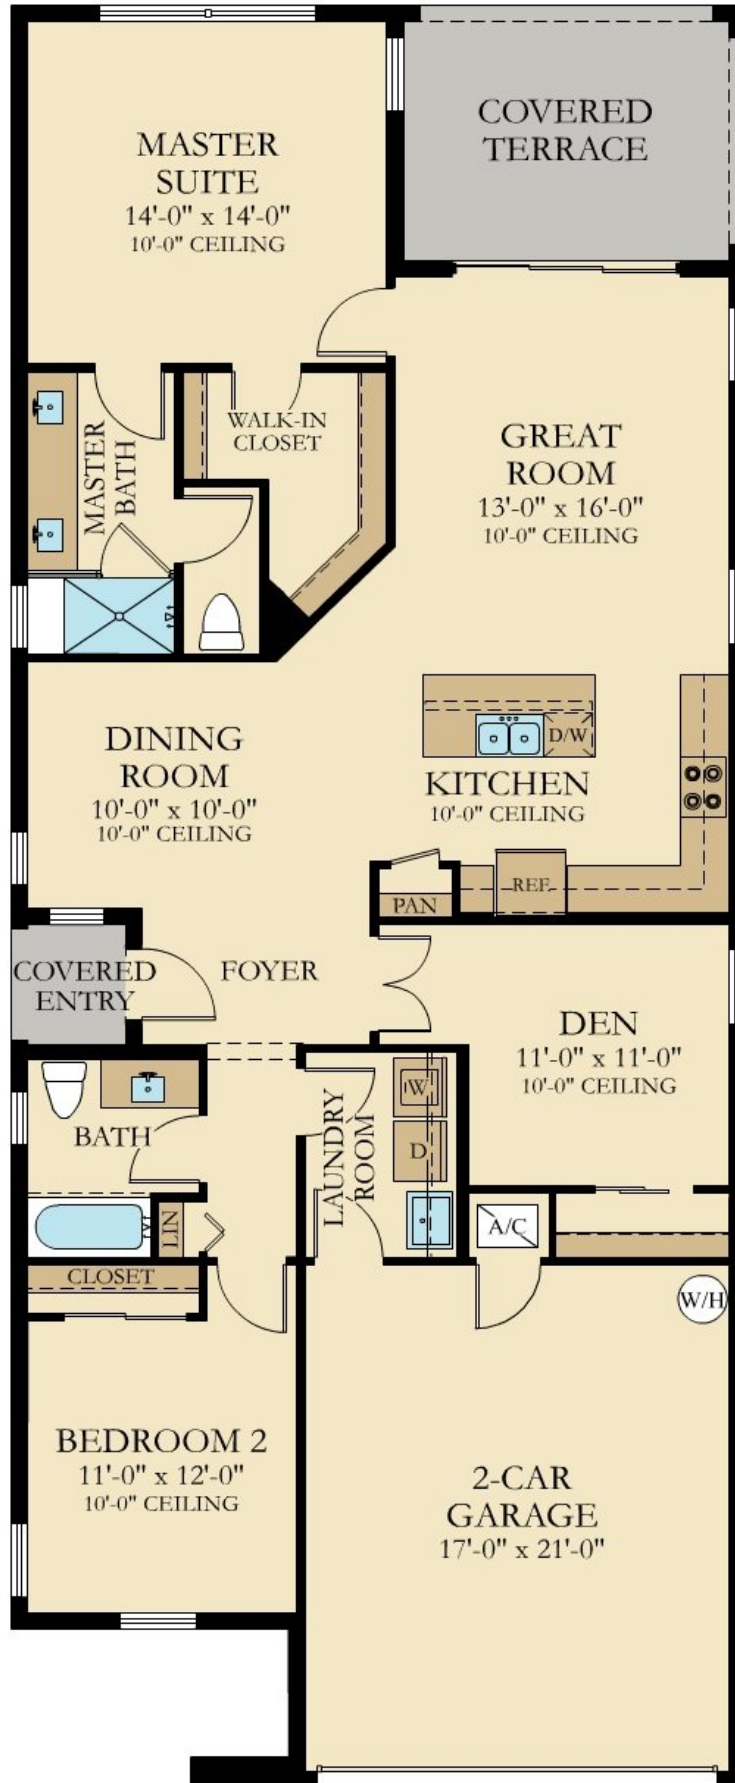 COVERED
TERRACE
MASTER
SUITE
14'-0" x 14'-0"
10'-0" CEILING
WALK-IN
CLOSET
MASTER
BATH
GREAT
ROOM
13'-0" x 16'-0"
10'-0" CEILING
DINING
ROOM
10'-0" x 10'-0"
10'-0" CEILING
D/W
KITCHEN
10'-0" CEILING
REF.
PAN
COVERED
ENTRY
FOYER
DEN
11'-0" x 11'-0"
10'-0" CEILING
BATH
LAUNDRY
ROOM
W
D
LIN
A/C
CLOSET
W/H
BEDROOM 2
11'-0" x 12'-0"
10'-0" CEILING
2-CAR
GARAGE
17'-0" x 21'-0"